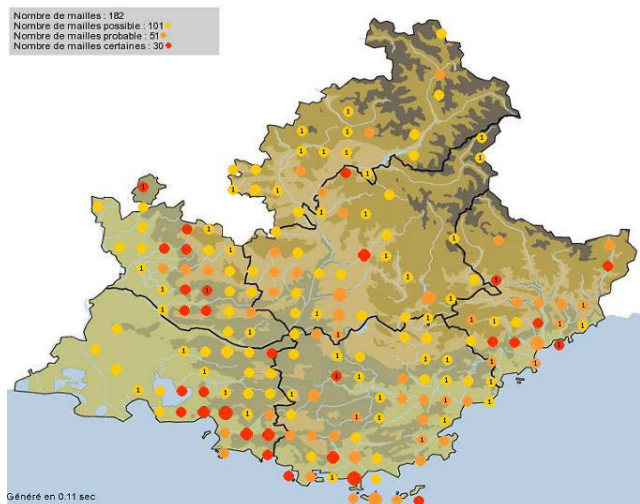 Nombre de mailles : 182
Nombre de mailles possible : 101
Nombre de mailles probable : 51
Nombre de mailles certaines : 30
Généré en 0.11 sec